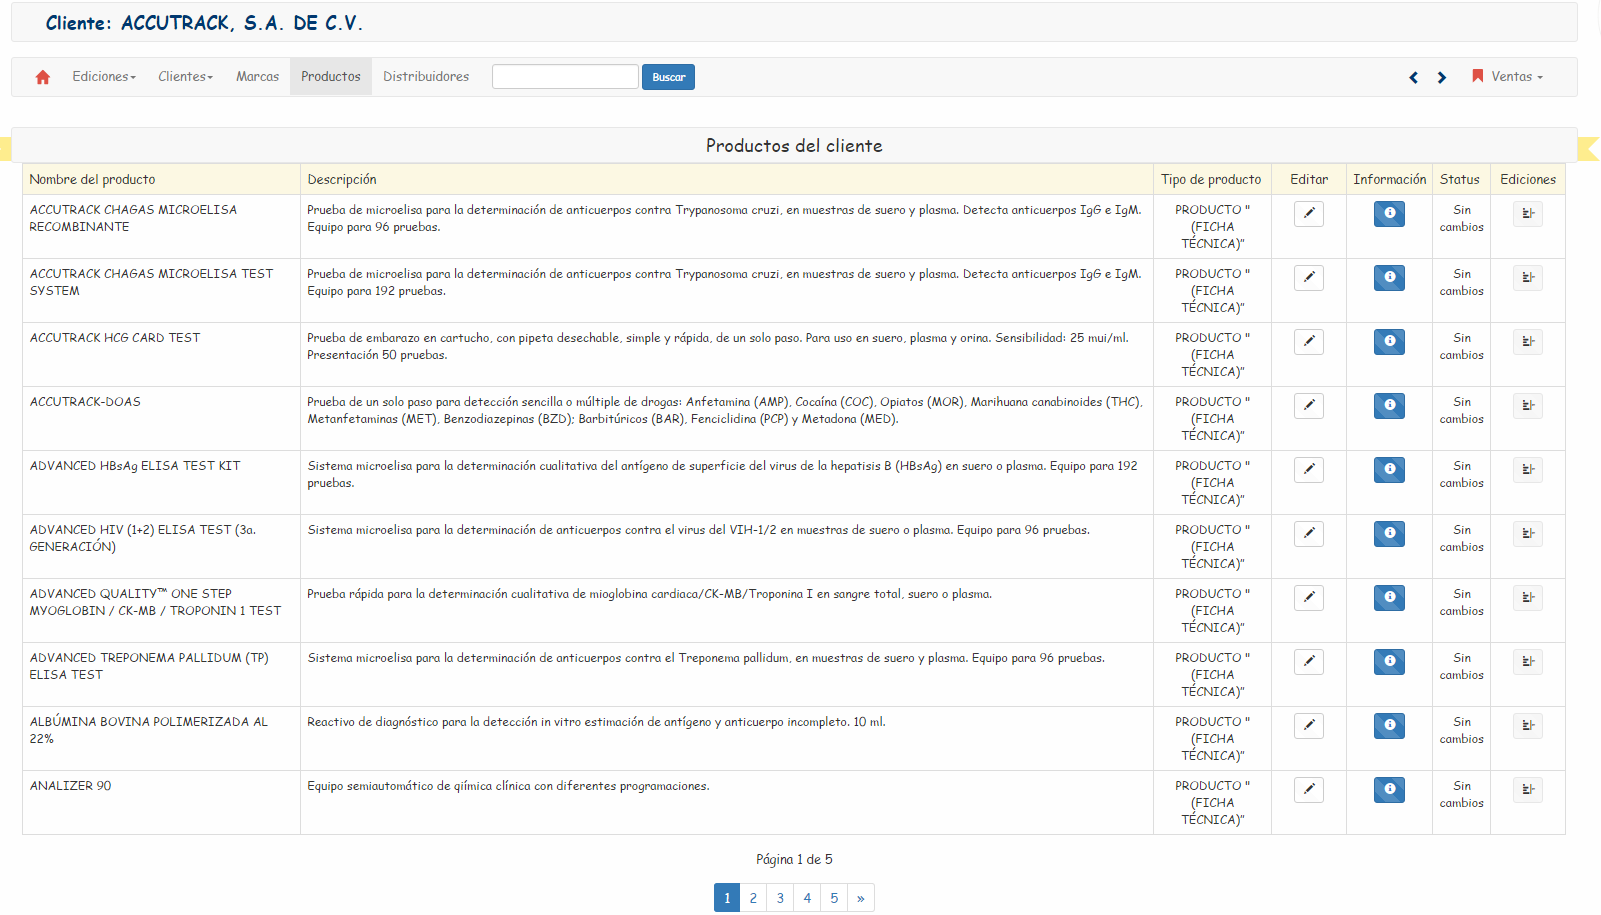 Cliente: ACCUTRACK, S.A. DE C.V.
Ediciones Clientes Marcas Productos Distribuidores Buscar Ventas
Productos del cliente
Nombre del producto Descripción Tipo de producto Editar Información Status Ediciones
ACCUTRACK CHAGAS MICROELISA Prueba de microelisa para la determinación de anticuerpos contra Trypanosoma cruzi, en muestras de suero y plasma. Detecta anticuerpos IgG e IgM. PRODUCTO " Sin
RECOMBINANTE Equipo para 96 pruebas. (FICHA cambios
TÉCNICA)"
ACCUTRACK CHAGAS MICROELISA TEST Prueba de microelisa para la determinación de anticuerpos contra Trypanosoma cruzi, en muestras de suero y plasma. Detecta anticuerpos IgG e IgM. PRODUCTO " Sin
SYSTEM Equipo para 192 pruebas. (FICHA cambios
TÉCNICA)"
ACCUTRACK HCG CARD TEST Prueba de embarazo en cartucho, con pipeta desechable, simple y rápida, de un solo paso. Para uso en suero, plasma y orina. Sensibilidad: 25 mui/ml. PRODUCTO " Sin
Presentación 50 pruebas. (FICHA cambios
TÉCNICA)"
ACCUTRACK-DOAS Prueba de un solo paso para detección sencilla o múltiple de drogas: Anfetamina (AMP), Cocaína (COC), Opiatos (MOR), Marihuana canabinoides (THC), PRODUCTO " Sin
Metanfetaminas (MET), Benzodiazepinas (BZD); Barbitúricos (BAR), Fenciclidina (PCP) y Metadona (MED). (FICHA cambios
TÉCNICA)"
ADVANCED HBsAg ELISA TEST KIT Sistema microelisa para la determinación cualitativa del antígeno de superficie del virus de la hepatisis B (HBsAg) en suero o plasma. Equipo para 192 PRODUCTO " Sin
pruebas. (FICHA cambios
TÉCNICA)"
ADVANCED HIV (1+2) ELISA TEST (3a. Sistema microelisa para la determinación de anticuerpos contra el virus del VIH-1/2 en muestras de suero o plasma. Equipo para 96 pruebas. PRODUCTO " Sin
GENERACIÓN) (FICHA cambios
TÉCNICA)"
ADVANCED QUALITY™ ONE STEP Prueba rápida para la determinación cualitativa de mioglobina cardiaca/CK-MB/Troponina I en sangre total, suero o plasma. PRODUCTO " Sin
MYOGLOBIN / CK-MB / TROPONIN 1 TEST (FICHA cambios
TÉCNICA)"
ADVANCED TREPONEMA PALLIDUM (TP) Sistema microelisa para la determinación de anticuerpos contra el Treponema pallidum, en muestras de suero y plasma. Equipo para 96 pruebas. PRODUCTO " Sin
ELISA TEST (FICHA cambios
TÉCNICA)"
ALBÚMINA BOVINA POLIMERIZADA AL Reactivo de diagnóstico para la detección in vitro estimación de antígeno y anticuerpo incompleto. 10 ml. PRODUCTO " Sin
22% (FICHA cambios
TÉCNICA)"
ANALIZER 90 Equipo semiautomático de qiímica clínica con diferentes programaciones. PRODUCTO " Sin
(FICHA cambios
TÉCNICA)"
Página 1 de 5
1 2 3 4 5 »